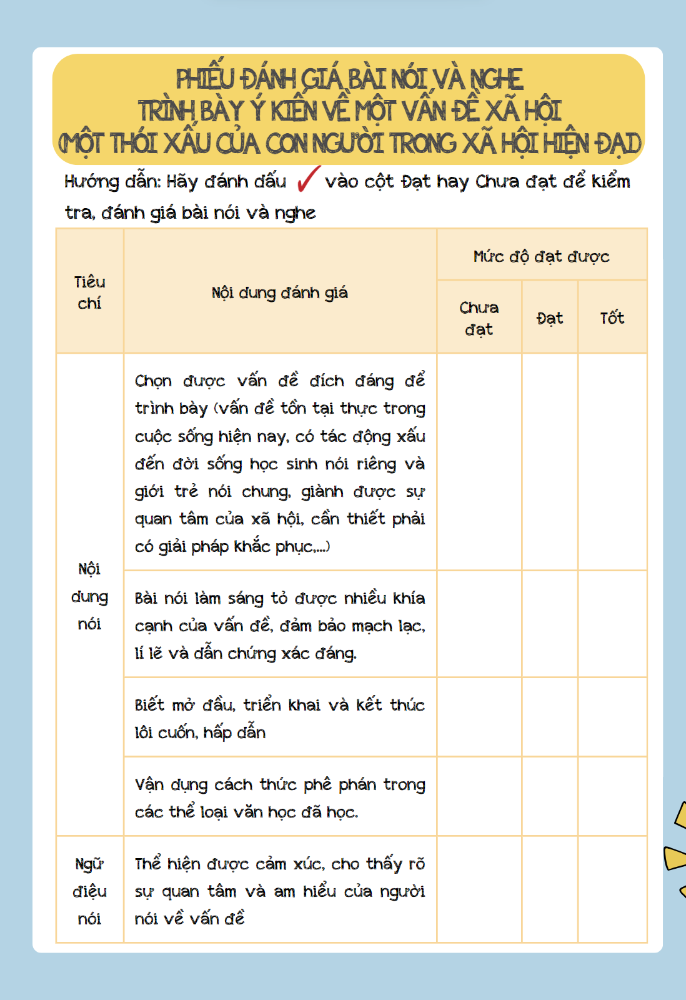 PHIẾU ĐÁNH GIÁ BÀI NÓI VÀ NGHE
TRÌNH BÀY Ý KIẾN VỀ MỘT VẤN ĐỀ XÃ HỘI
(MỘT THÓI XẤU CỦA CON NGƯỜI TRONG XÃ HỘI HIỆN ĐẠI)
Hướng dẫn: Hãy đánh dấu ✓ vào cột Đạt hay Chưa đạt để kiểm
tra, đánh giá bài nói và nghe
Tiêu
chí
Nội dung đánh giá
Mức độ đạt được
Chưa
đạt
Đạt
Tốt
Nội
dung
nói
Chọn được vấn đề đích đáng để
trình bày (vấn đề tồn tại thực trong
cuộc sống hiện nay, có tác động xấu
đến đời sống học sinh nói riêng và
giới trẻ nói chung, giành được sự
quan tâm của xã hội, cần thiết phải
có giải pháp khắc phục,...)
Bài nói làm sáng tỏ được nhiều khía
cạnh của vấn đề, đảm bảo mạch lạc,
lí lẽ và dẫn chứng xác đáng.
Biết mở đầu, triển khai và kết thúc
lôi cuốn, hấp dẫn
Vận dụng cách thức phê phán trong
các thể loại văn học đã học.
Ngữ
điệu
nói
Thể hiện được cảm xúc, cho thấy rõ
sự quan tâm và am hiểu của người
nói về vấn đề